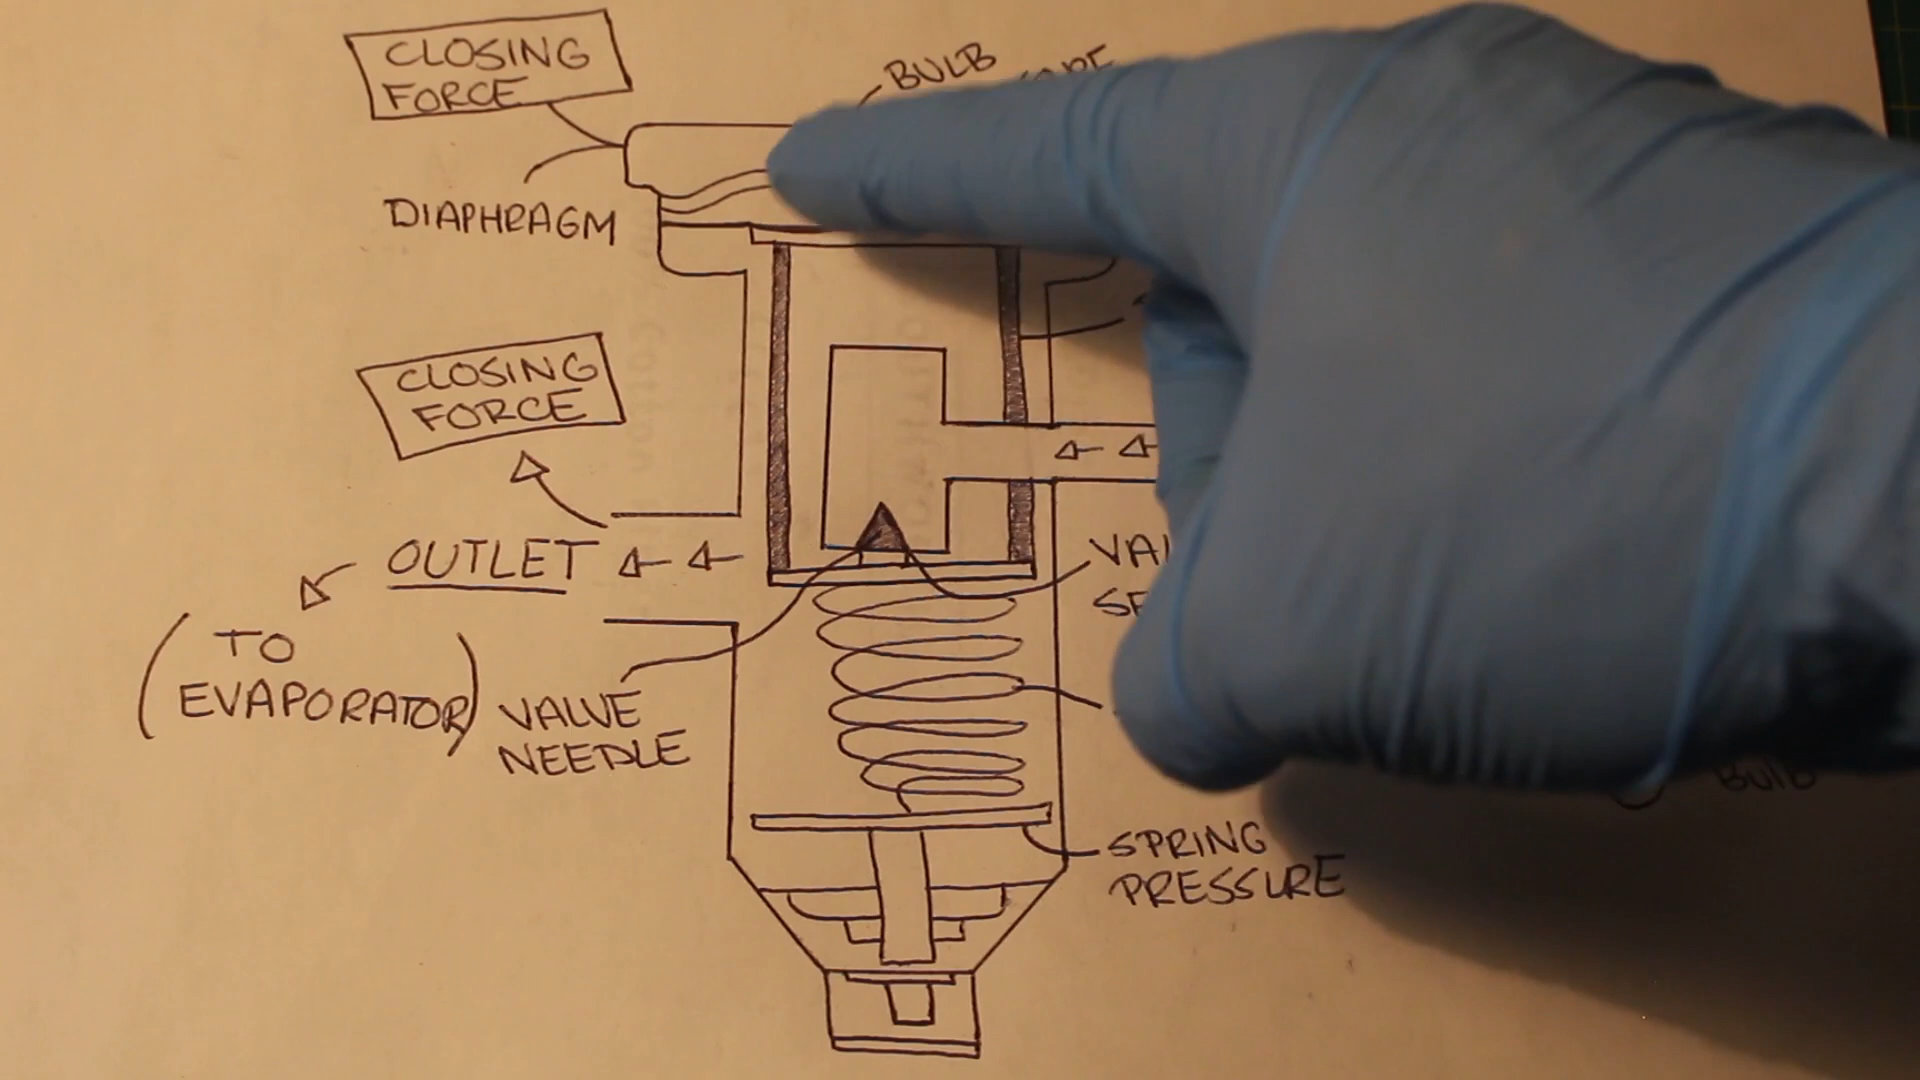 CLOSING
FORCE
BULB
DIAPHRAGM
CLOSING
FORCE
OUTLET
(TO
EVAPORATOR)
VALVE
NEEDLE
SPRING
PRESSURE
BULB